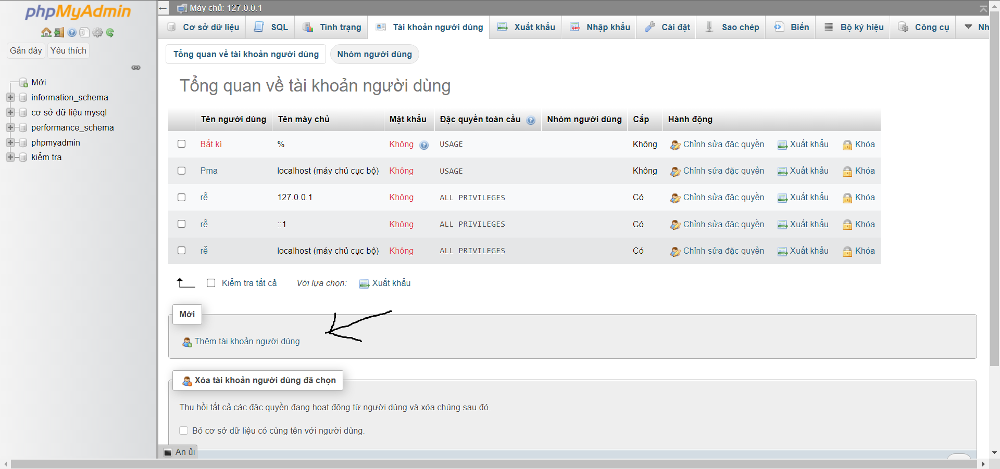 phpMyAdmin
Gần đây Yêu thích
Mới
information_schema
cơ sở dữ liệu mysql
performance_schema
phpmyadmin
kiểm tra
Máy chủ: 127.0.0.1
Cơ sở dữ liệu SQL Tình trạng Tài khoản người dùng Xuất khẩu Nhập khẩu Cài đặt Sao chép Biến Bộ ký hiệu Công cụ Nh
Tổng quan về tài khoản người dùng Nhóm người dùng
Tổng quan về tài khoản người dùng
Tên người dùng Tên máy chủ Mật khẩu Đặc quyền toàn cầu Nhóm người dùng Cấp Hành động
Bất kì % Không USAGE Không Chỉnh sửa đặc quyền Xuất khẩu Khóa
Pma localhost (máy chủ cục bộ) Không USAGE Không Chỉnh sửa đặc quyền Xuất khẩu Khóa
rễ 127.0.0.1 Không ALL PRIVILEGES Có Chỉnh sửa đặc quyền Xuất khẩu Khóa
rễ ::1 Không ALL PRIVILEGES Có Chỉnh sửa đặc quyền Xuất khẩu Khóa
rễ localhost (máy chủ cục bộ) Không ALL PRIVILEGES Có Chỉnh sửa đặc quyền Xuất khẩu Khóa
Kiểm tra tất cả Với lựa chọn: Xuất khẩu
Mới
Thêm tài khoản người dùng
Xóa tài khoản người dùng đã chọn
Thu hồi tất cả các đặc quyền đang hoạt động từ người dùng và xóa chúng sau đó.
Bỏ cơ sở dữ liệu có cùng tên với người dùng.
An ủi